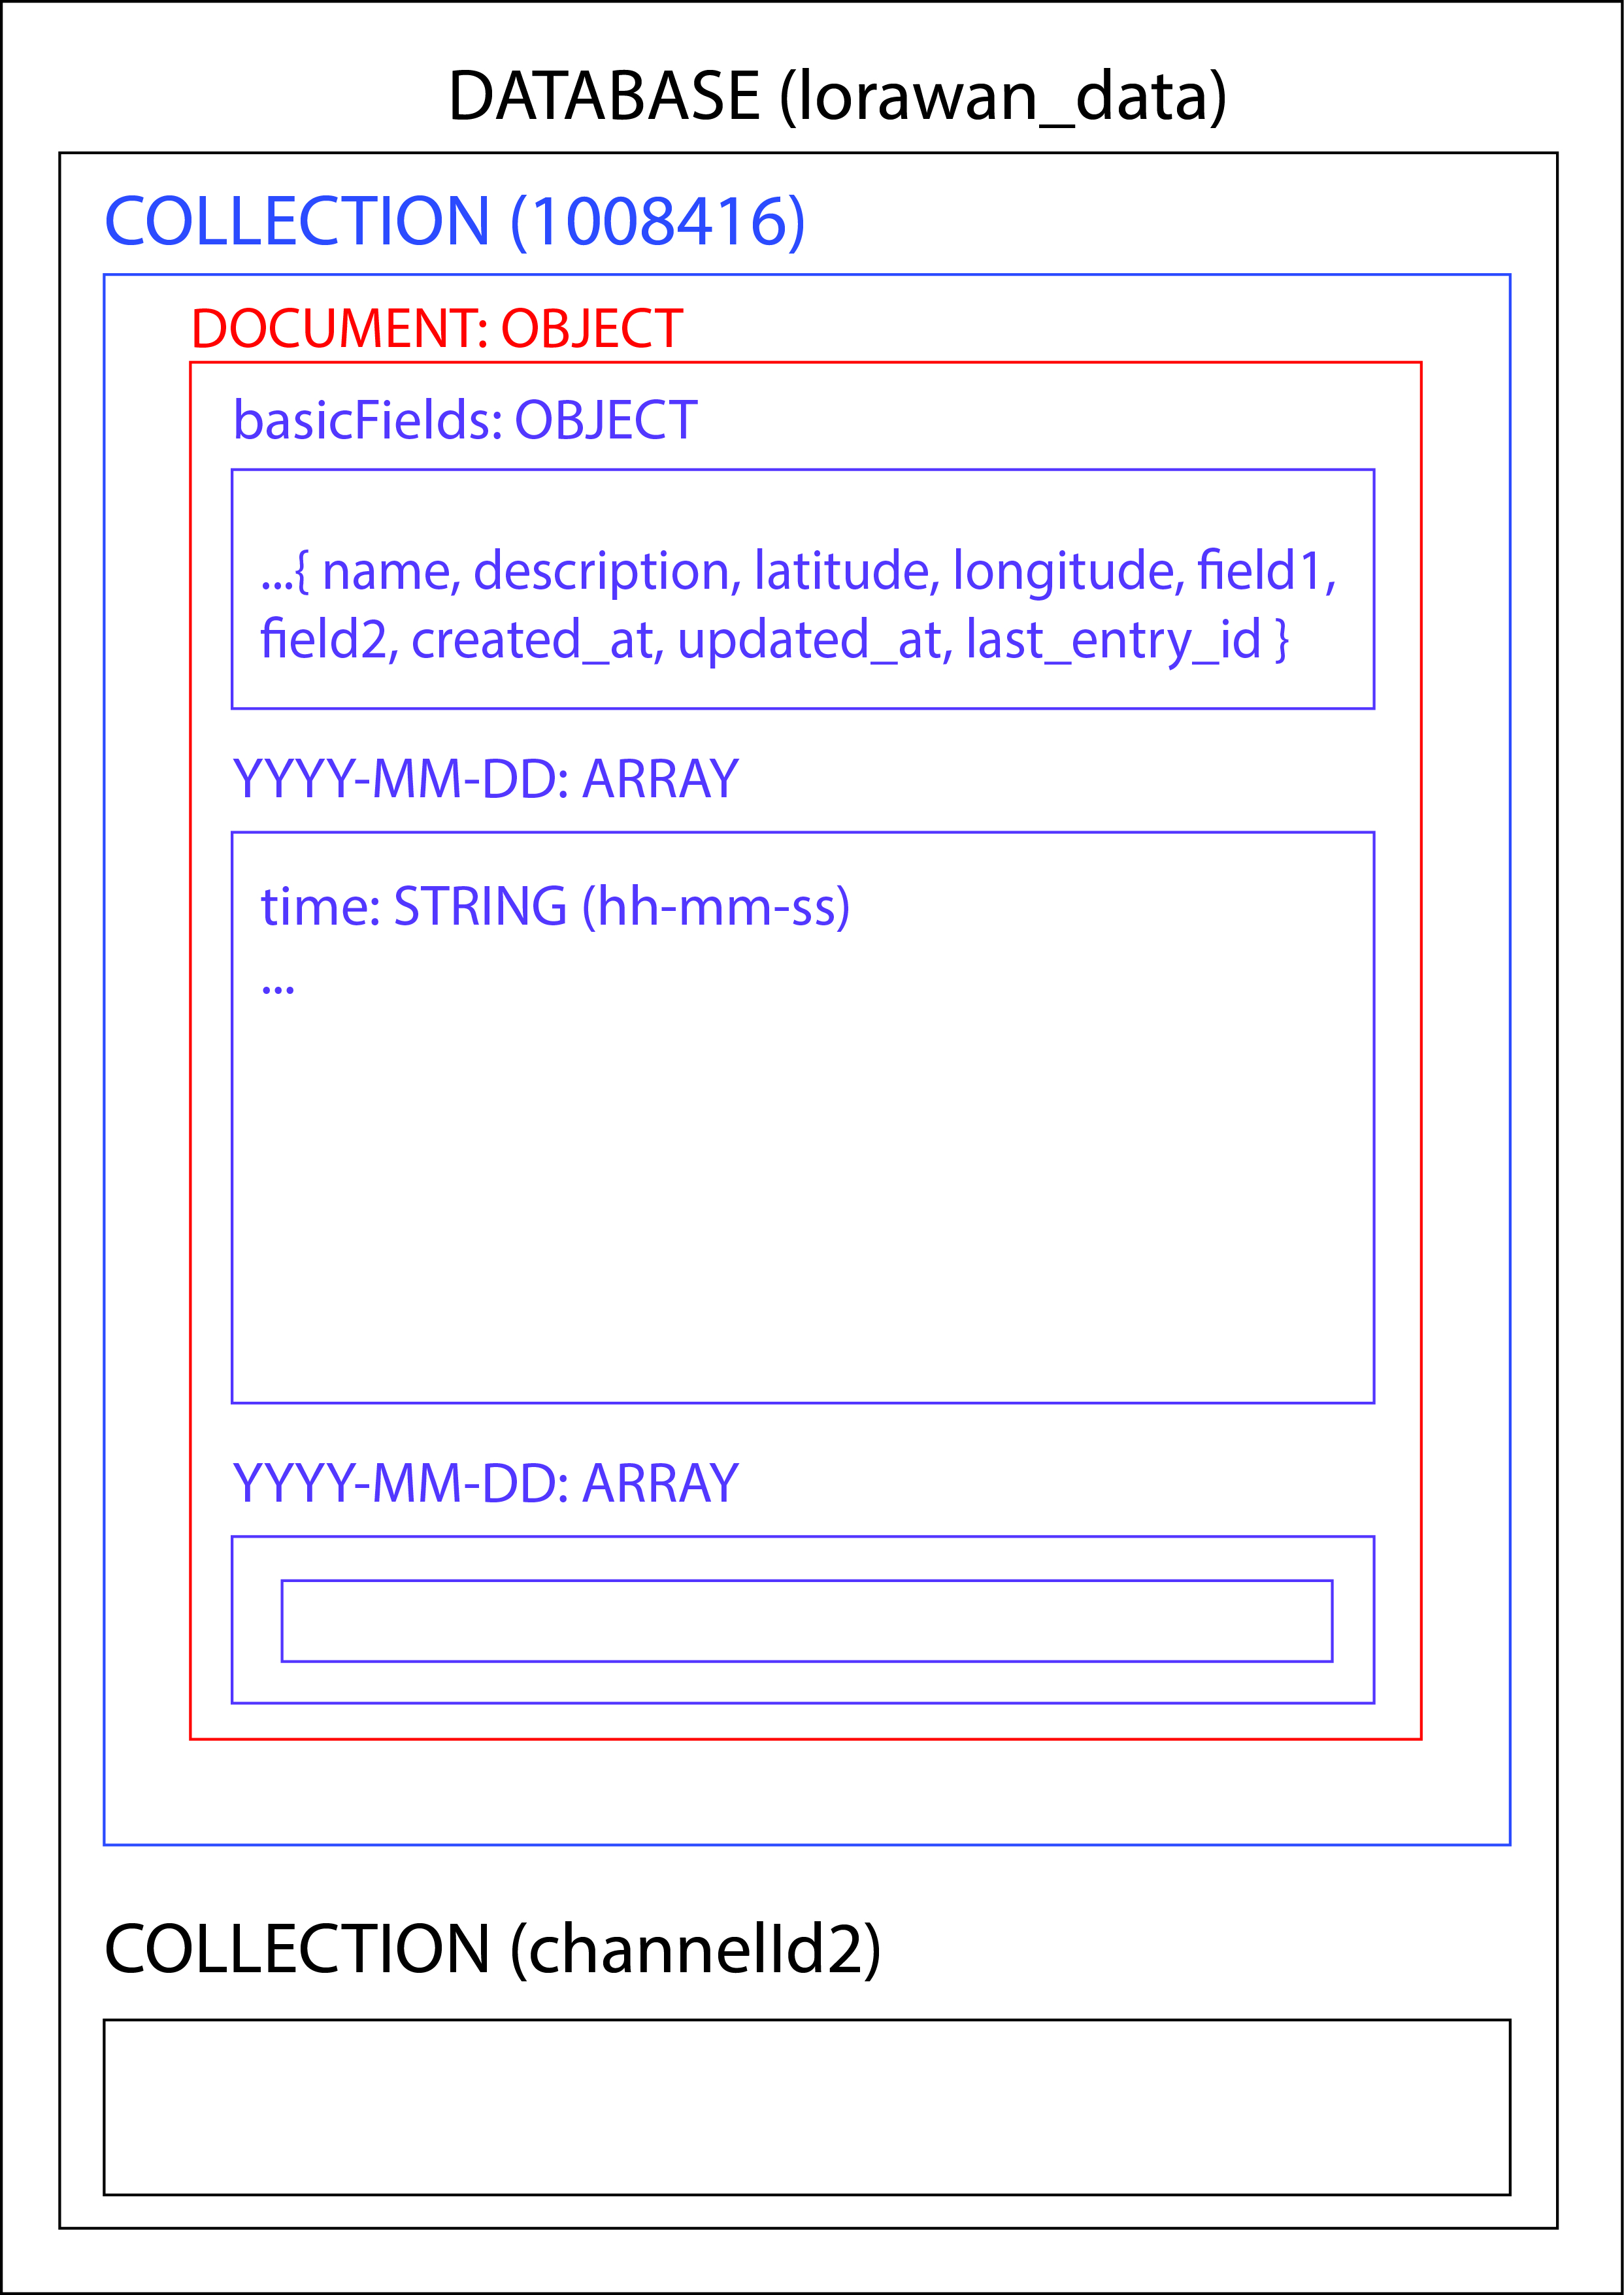 DATABASE (lorawan_data)
COLLECTION (1008416)
DOCUMENT: OBJECT
basicFields: OBJECT
...{ name, description, latitude, longitude, field1,
field2, created_at, updated_at, last_entry_id }
YYYY-MM-DD: ARRAY
time: STRING (hh-mm-ss)
...
YYYY-MM-DD: ARRAY
COLLECTION (channelId2)